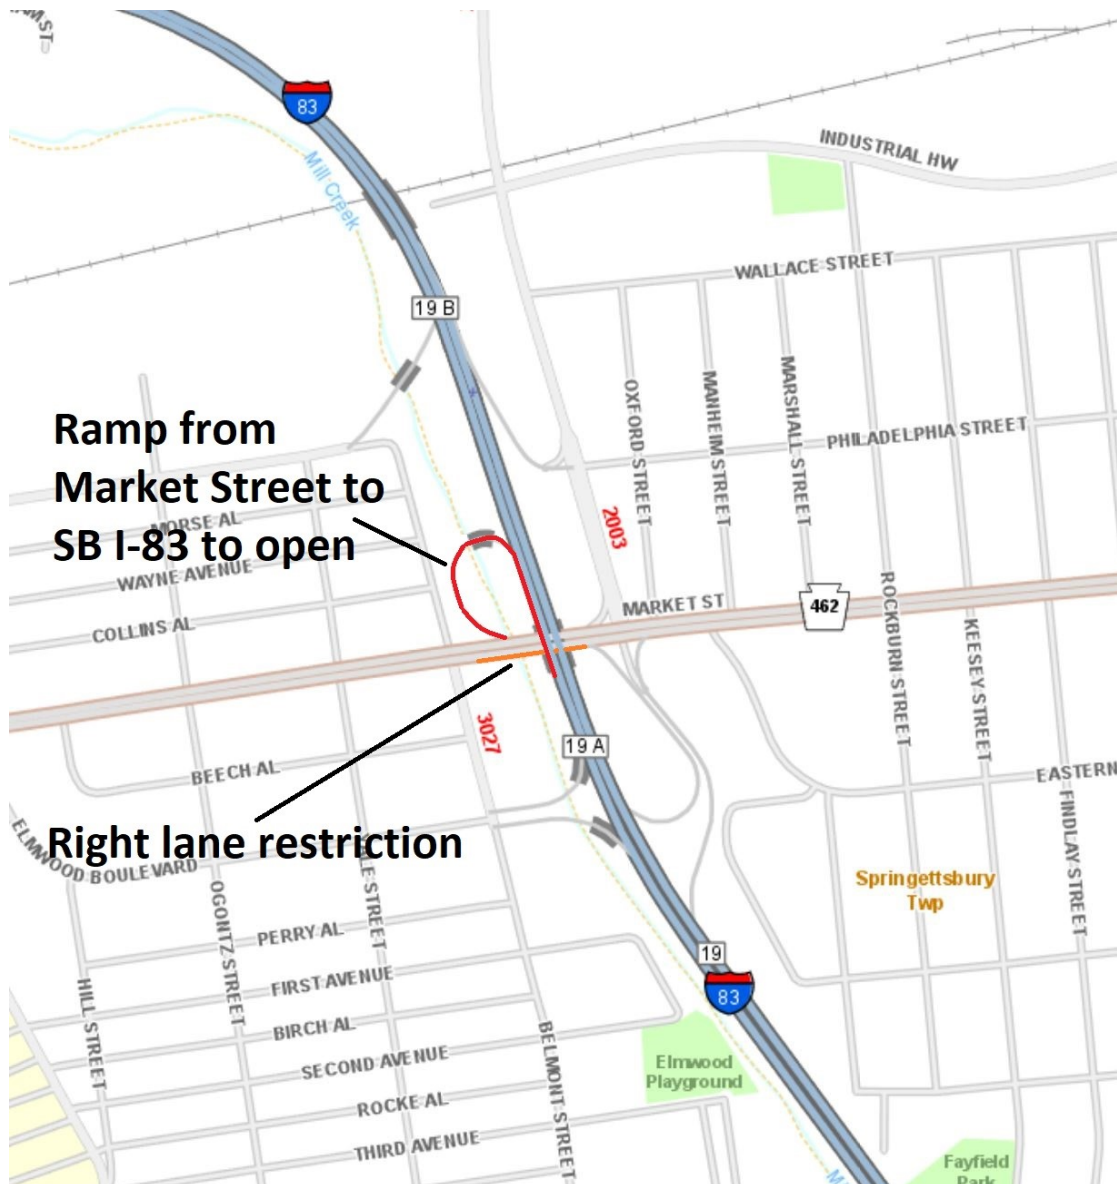 83
INDUSTRIAL HW
Mill Creek
WALLACE STREET
19 B
OXFORD STREET
MANHEIM STREET
MARSHALL STREET
PHILADELPHIA STREET
Ramp from
Market Street to
SB I-83 to open
MORSE AL
WAYNE AVENUE
COLLINS AL
2003
MARKET ST
462
ROCKBURN STREET
KEESEY STREET
3027
19 A
BEECH AL
EASTERN
FINDLAY STREET
Right lane restriction
ELMWOOD BOULEVARD
OGONTZ STREET
STREET
Springettsbury
Twp
PERRY AL
FIRST AVENUE
19
83
HILL STREET
BIRCH AL
SECOND AVENUE
BELMONT STREET
Elmwood
Playground
ROCKE AL
THIRD AVENUE
Fayfield
Park